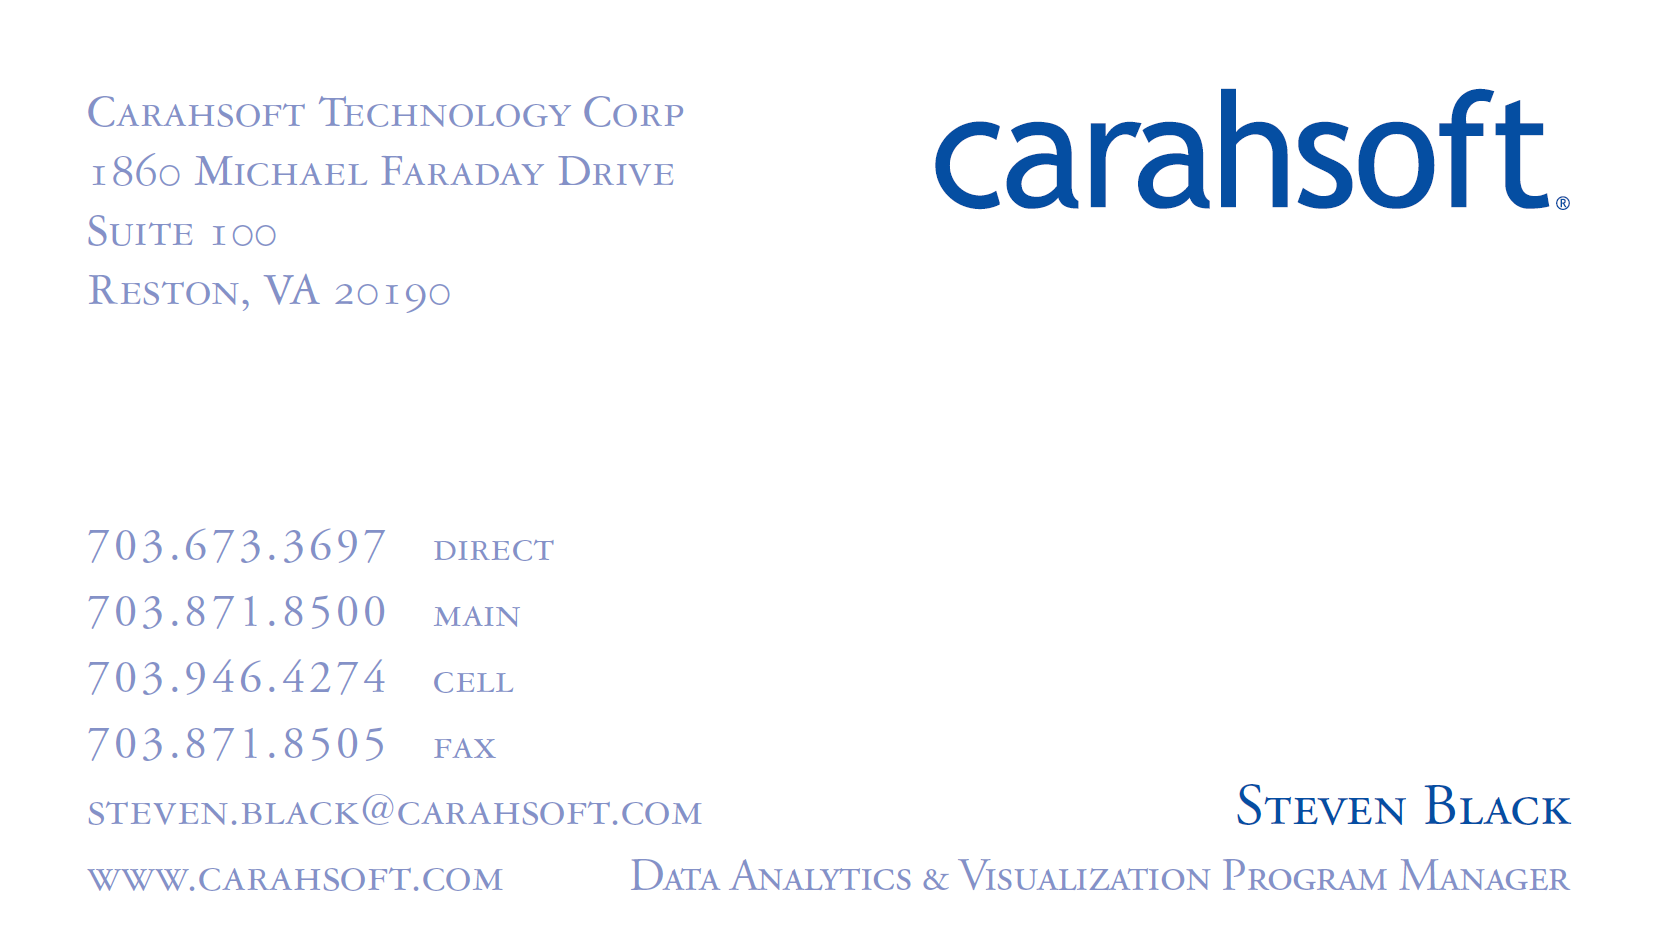 Carahsoft Technology Corp
1860 Michael Faraday Drive
Suite 100
Reston, VA 20190
carahsoft®
703.673.3697 direct
703.871.8500 main
703.946.4274 cell
703.871.8505 fax
steven.black@carahsoft.com
www.carahsoft.com
Steven Black
Data Analytics & Visualization Program Manager